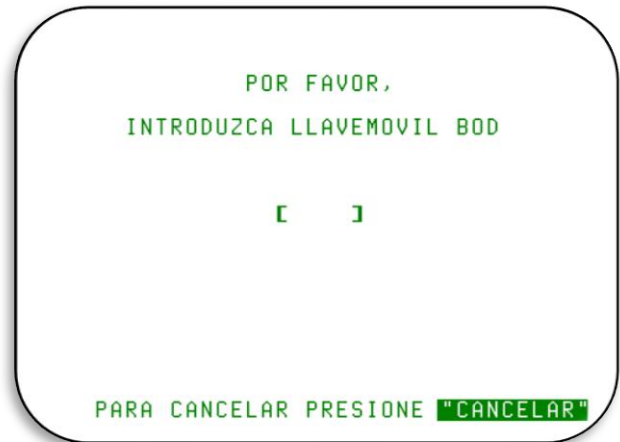 POR FAVOR,
INTRODUZCA LLAVEMOVIL BOD
[ ]
PARA CANCELAR PRESIONE "CANCELAR"